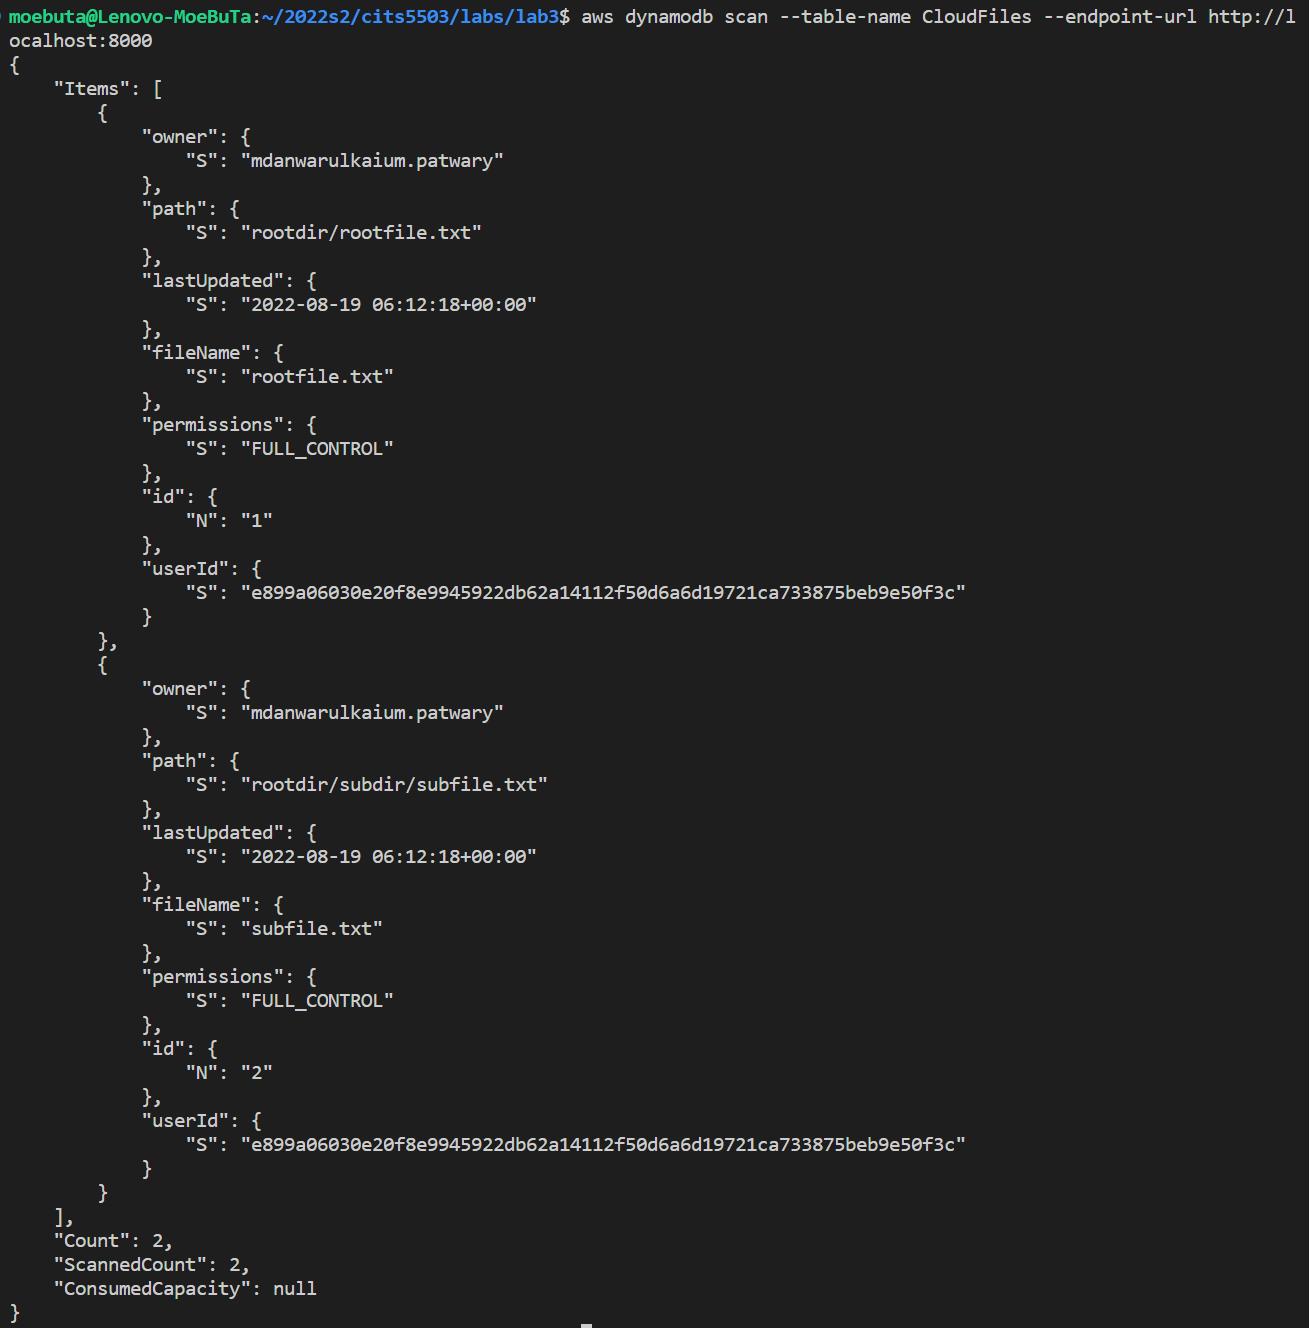 moebuta@Lenovo-MoeBuTa:~/2022s2/cits5503/labs/lab3$ aws dynamodb scan --table-name CloudFiles --endpoint-url http://l
ocalhost:8000
{
    "Items": [
        {
            "owner": {
                "S": "mdanwarulkaium.patwary"
            },
            "path": {
                "S": "rootdir/rootfile.txt"
            },
            "lastUpdated": {
                "S": "2022-08-19 06:12:18+00:00"
            },
            "fileName": {
                "S": "rootfile.txt"
            },
            "permissions": {
                "S": "FULL_CONTROL"
            },
            "id": {
                "N": "1"
            },
            "userId": {
                "S": "e899a06030e20f8e9945922db62a14112f50d6a6d19721ca733875beb9e50f3c"
            }
        },
        {
            "owner": {
                "S": "mdanwarulkaium.patwary"
            },
            "path": {
                "S": "rootdir/subdir/subfile.txt"
            },
            "lastUpdated": {
                "S": "2022-08-19 06:12:18+00:00"
            },
            "fileName": {
                "S": "subfile.txt"
            },
            "permissions": {
                "S": "FULL_CONTROL"
            },
            "id": {
                "N": "2"
            },
            "userId": {
                "S": "e899a06030e20f8e9945922db62a14112f50d6a6d19721ca733875beb9e50f3c"
            }
        }
    ],
    "Count": 2,
    "ScannedCount": 2,
    "ConsumedCapacity": null
}